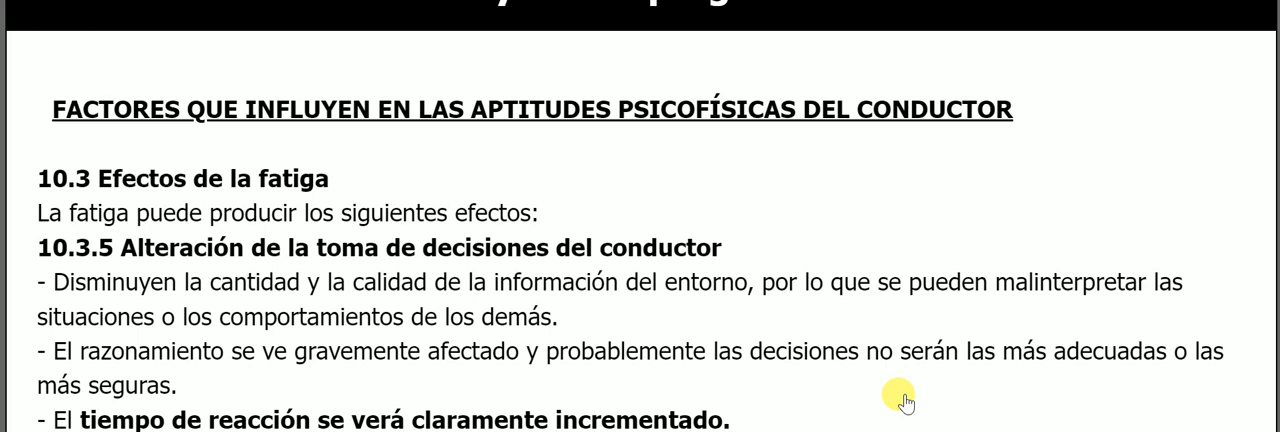 FACTORES QUE INFLUYEN EN LAS APTITUDES PSICOFÍSICAS DEL CONDUCTOR
10.3 Efectos de la fatiga
La fatiga puede producir los siguientes efectos:
10.3.5 Alteración de la toma de decisiones del conductor
- Disminuyen la cantidad y la calidad de la información del entorno, por lo que se pueden malinterpretar las
situaciones o los comportamientos de los demás.
- El razonamiento se ve gravemente afectado y probablemente las decisiones no serán las más adecuadas o las
más seguras.
- El tiempo de reacción se verá claramente incrementado.